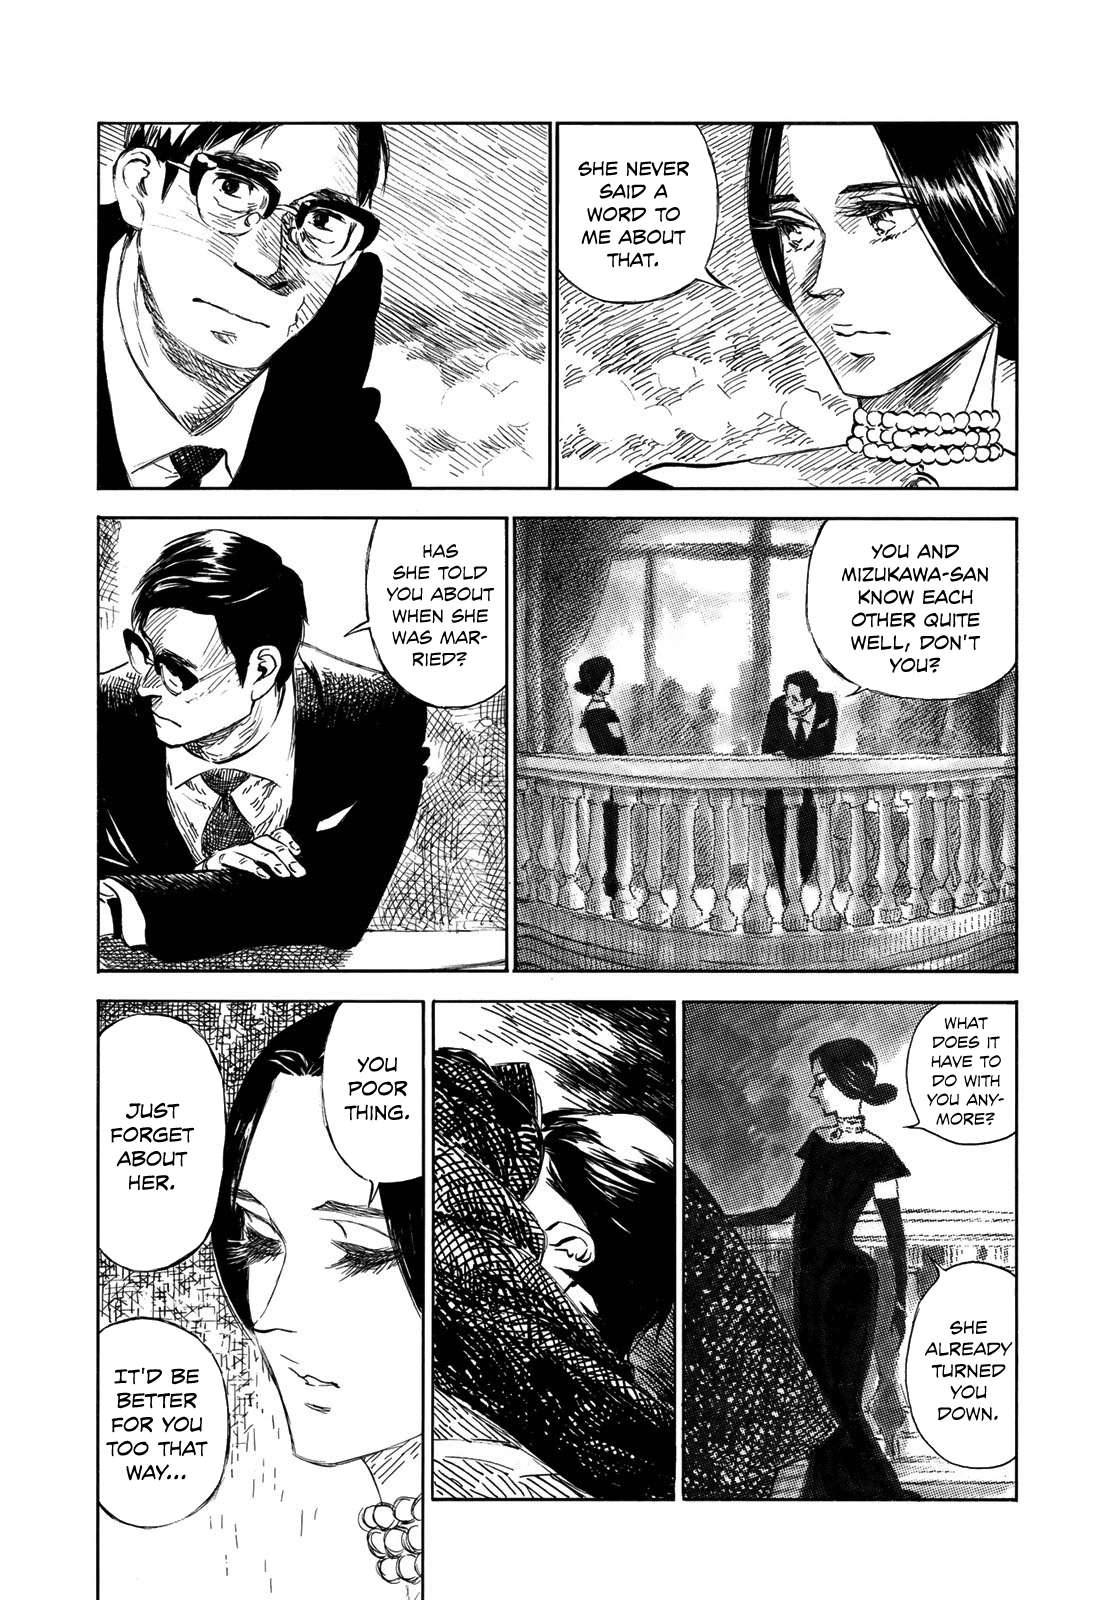 SHE NEVER
SAID A
WORD TO
ME ABOUT
THAT.
YOU AND
MIZUKAWA-SAN
KNOW EACH
OTHER QUITE
WELL, DON'T
YOU?
HAS
SHE TOLD
YOU ABOUT
WHEN SHE
WAS MAR-
RIED?
WHAT
DOES IT
HAVE TO
DO WITH
YOU ANY-
MORE?
SHE
ALREADY
TURNED
YOU
DOWN.
YOU
POOR
THING.
JUST
FORGET
ABOUT
HER.
IT'D BE
BETTER
FOR YOU
TOO THAT
WAY...